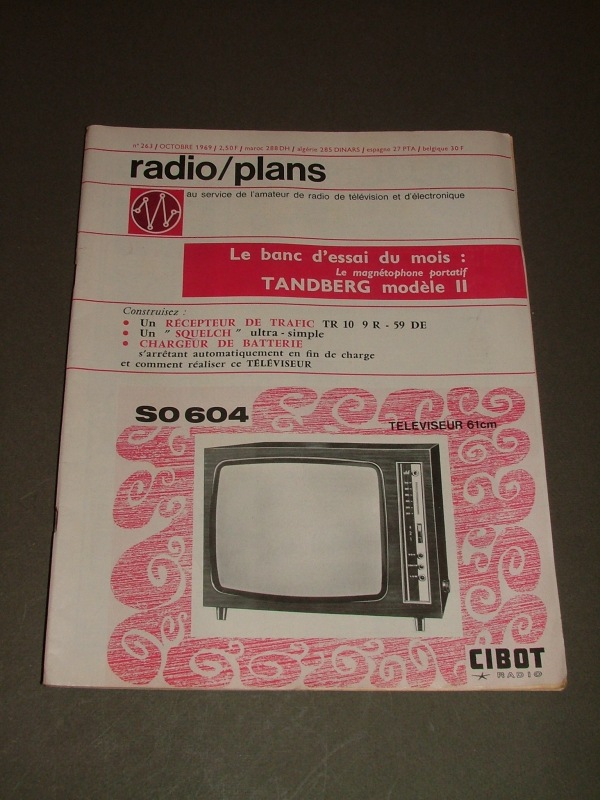 n° 263 / OCTOBRE 1969 / 2,50 F / maroc 288 DH / algérie 285 DINARS / espagne 27 PTA / belgique 30 F
radio/plans
au service de l'amateur de radio de télévision et d'électronique
Le banc d'essai du mois :
Le magnétophone portatif
TANDBERG modèle II
Construisez :
• Un RÉCEPTEUR DE TRAFIC TR 10 9 R - 59 DE
• Un " SQUELCH " ultra - simple
• CHARGEUR DE BATTERIE
s'arrêtant automatiquement en fin de charge
et comment réaliser ce TÉLÉVISEUR
SO 604
TELEVISEUR 61cm
CIBOT
RADIO